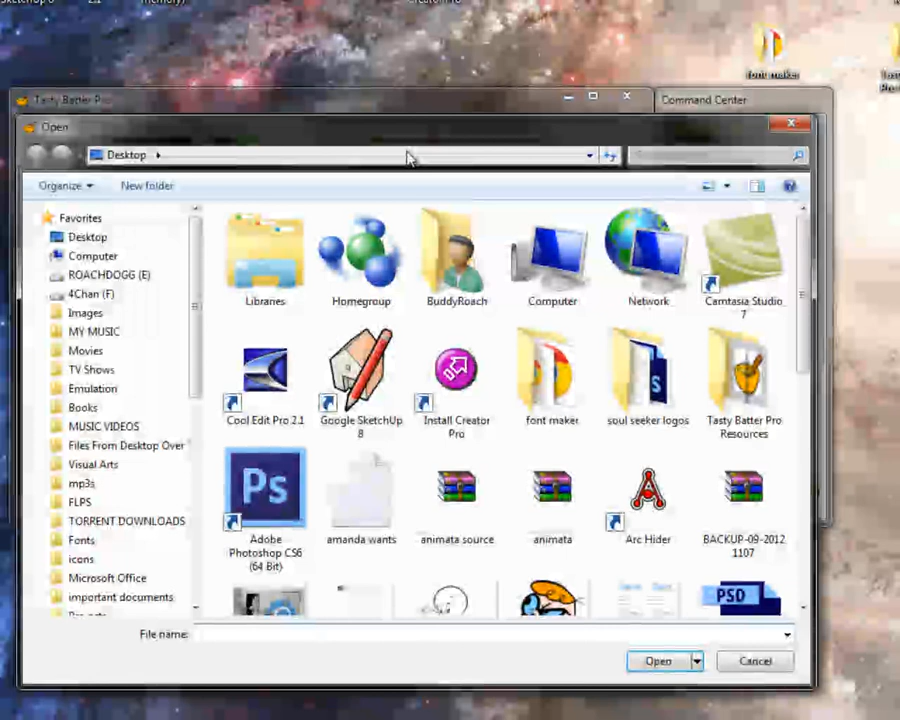 font maker
Tasty Batter Pro
Command Center
Open
Desktop
Organize
New folder
Favorites
Desktop
Computer
ROACHDOGG (E)
4Chan (F)
Images
MY MUSIC
Movies
TV Shows
Emulation
Books
MUSIC VIDEOS
Files From Desktop Over
Visual Arts
mp3s
FLPS
TORRENT DOWNLOADS
Fonts
icons
Microsoft Office
important documents
Libraries
Homegroup
BuddyRoach
Computer
Network
Camtasia Studio
7
Cool Edit Pro 2.1
Google SketchUp
8
Install Creator
Pro
font maker
soul seeker logos
Tasty Batter Pro
Resources
Ps
Adobe
Photoshop CS6
(64 Bit)
amanda wants
animata source
animata
Arc Hider
BACKUP-09-2012
1107
PSD
File name:
Open
Cancel